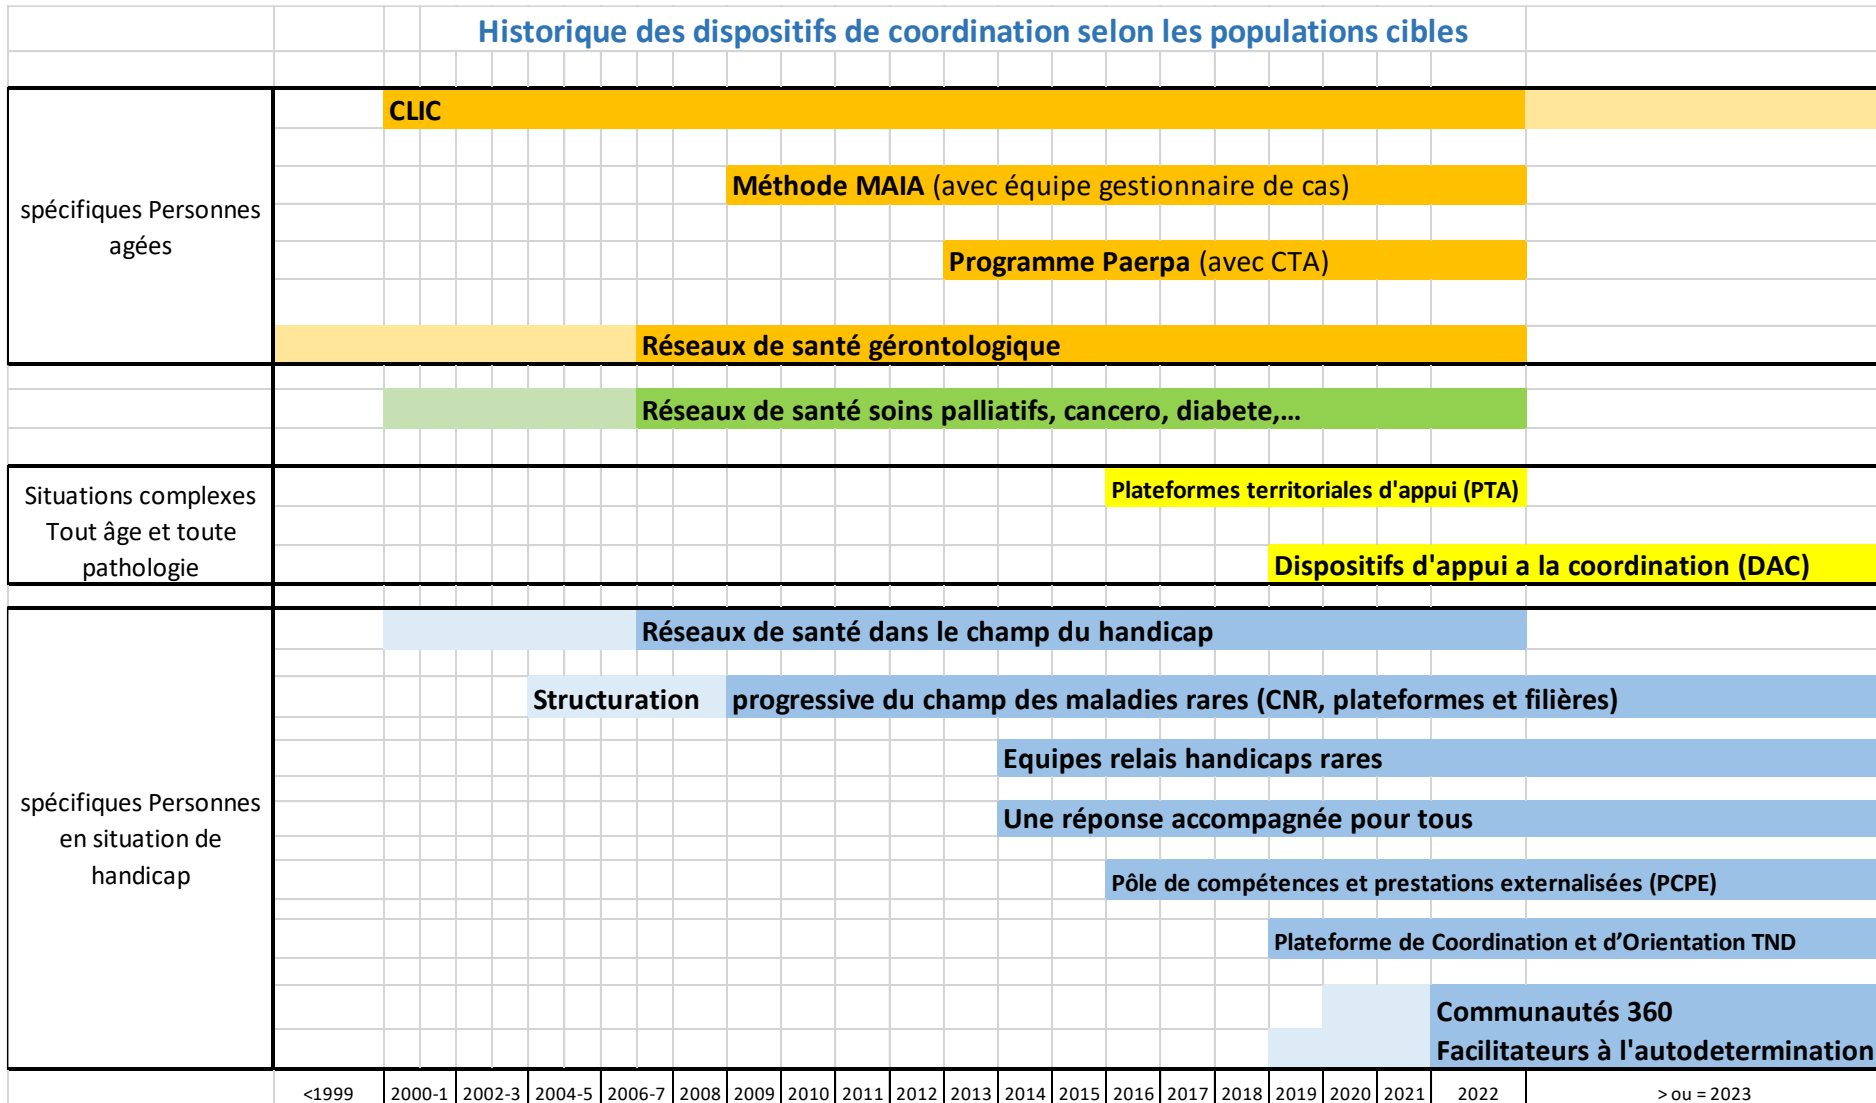 Historique des dispositifs de coordination selon les populations cibles
CLIC
Méthode MAIA (avec équipe gestionnaire de cas)
spécifiques Personnes
agées
Programme Paerpa (avec CTA)
Réseaux de santé gérontologique
Réseaux de santé soins palliatifs, cancero, diabete,...
Situations complexes
Tout âge et toute
pathologie
Plateformes territoriales d'appui (PTA)
Dispositifs d'appui a la coordination (DAC)
Réseaux de santé dans le champ du handicap
Structuration progressive du champ des maladies rares (CNR, plateformes et filières)
Equipes relais handicaps rares
spécifiques Personnes
en situation de
handicap
Une réponse accompagnée pour tous
Pôle de compétences et prestations externalisées (PCPE)
Plateforme de Coordination et d’Orientation TND
Communautés 360
Facilitateurs à l'autodetermination
<1999 2000-1 2002-3 2004-5 2006-7 2008 2009 2010 2011 2012 2013 2014 2015 2016 2017 2018 2019 2020 2021 2022 > ou = 2023